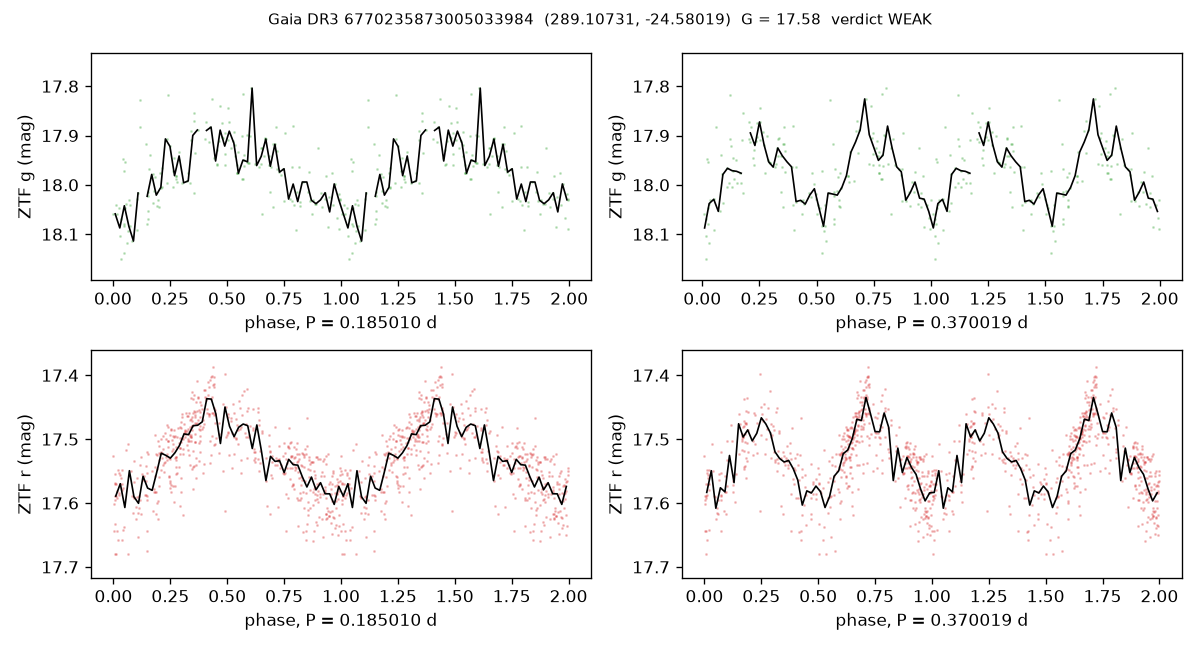 Gaia DR3 6770235873005033984  (289.10731, -24.58019)  G = 17.58  verdict WEAK
ZTF g (mag)
17.8
17.9
18.0
18.1
0.00 0.25 0.50 0.75 1.00 1.25 1.50 1.75 2.00
phase, P = 0.185010 d
ZTF g (mag)
17.8
17.9
18.0
18.1
0.00 0.25 0.50 0.75 1.00 1.25 1.50 1.75 2.00
phase, P = 0.370019 d
ZTF r (mag)
17.4
17.5
17.6
17.7
0.00 0.25 0.50 0.75 1.00 1.25 1.50 1.75 2.00
phase, P = 0.185010 d
ZTF r (mag)
17.4
17.5
17.6
17.7
0.00 0.25 0.50 0.75 1.00 1.25 1.50 1.75 2.00
phase, P = 0.370019 d